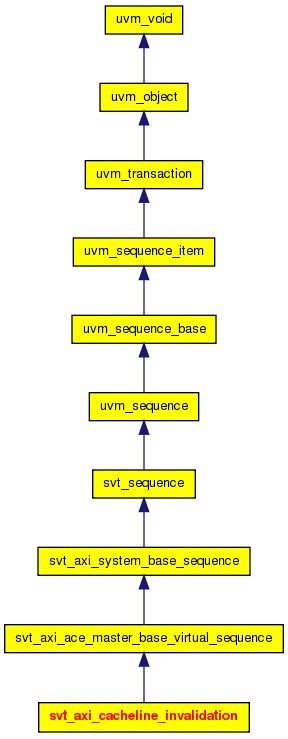 uvm_void
uvm_object
uvm_transaction
uvm_sequence_item
uvm_sequence_base
uvm_sequence
svt_sequence
svt_axi_system_base_sequence
svt_axi_ace_master_base_virtual_sequence
svt_axi_cacheline_invalidation